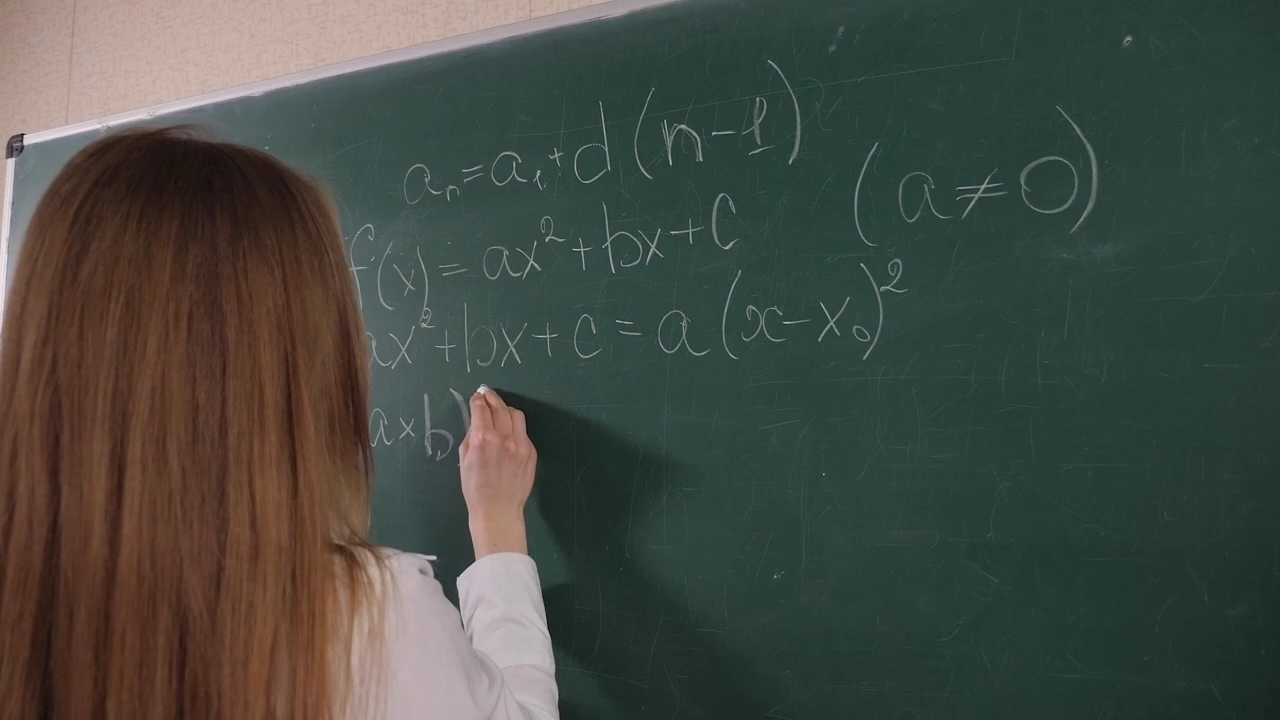 aₙ = a₁ + d(n-1)
f(x) = ax² + bx + c (a ≠ 0)
ax² + bx + c = a(x - x₀)²
a × b)